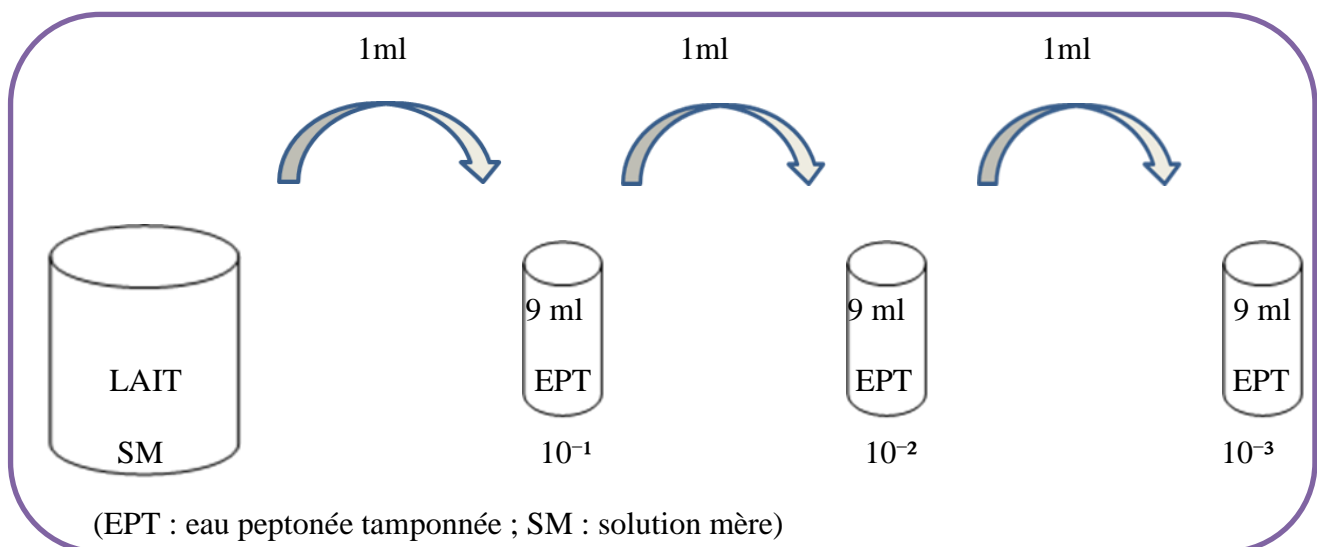 1ml 1ml 1ml
9 ml 9 ml 9 ml
LAIT EPT EPT EPT
SM 10⁻¹ 10⁻² 10⁻³
(EPT : eau peptonée tamponnée ; SM : solution mère)